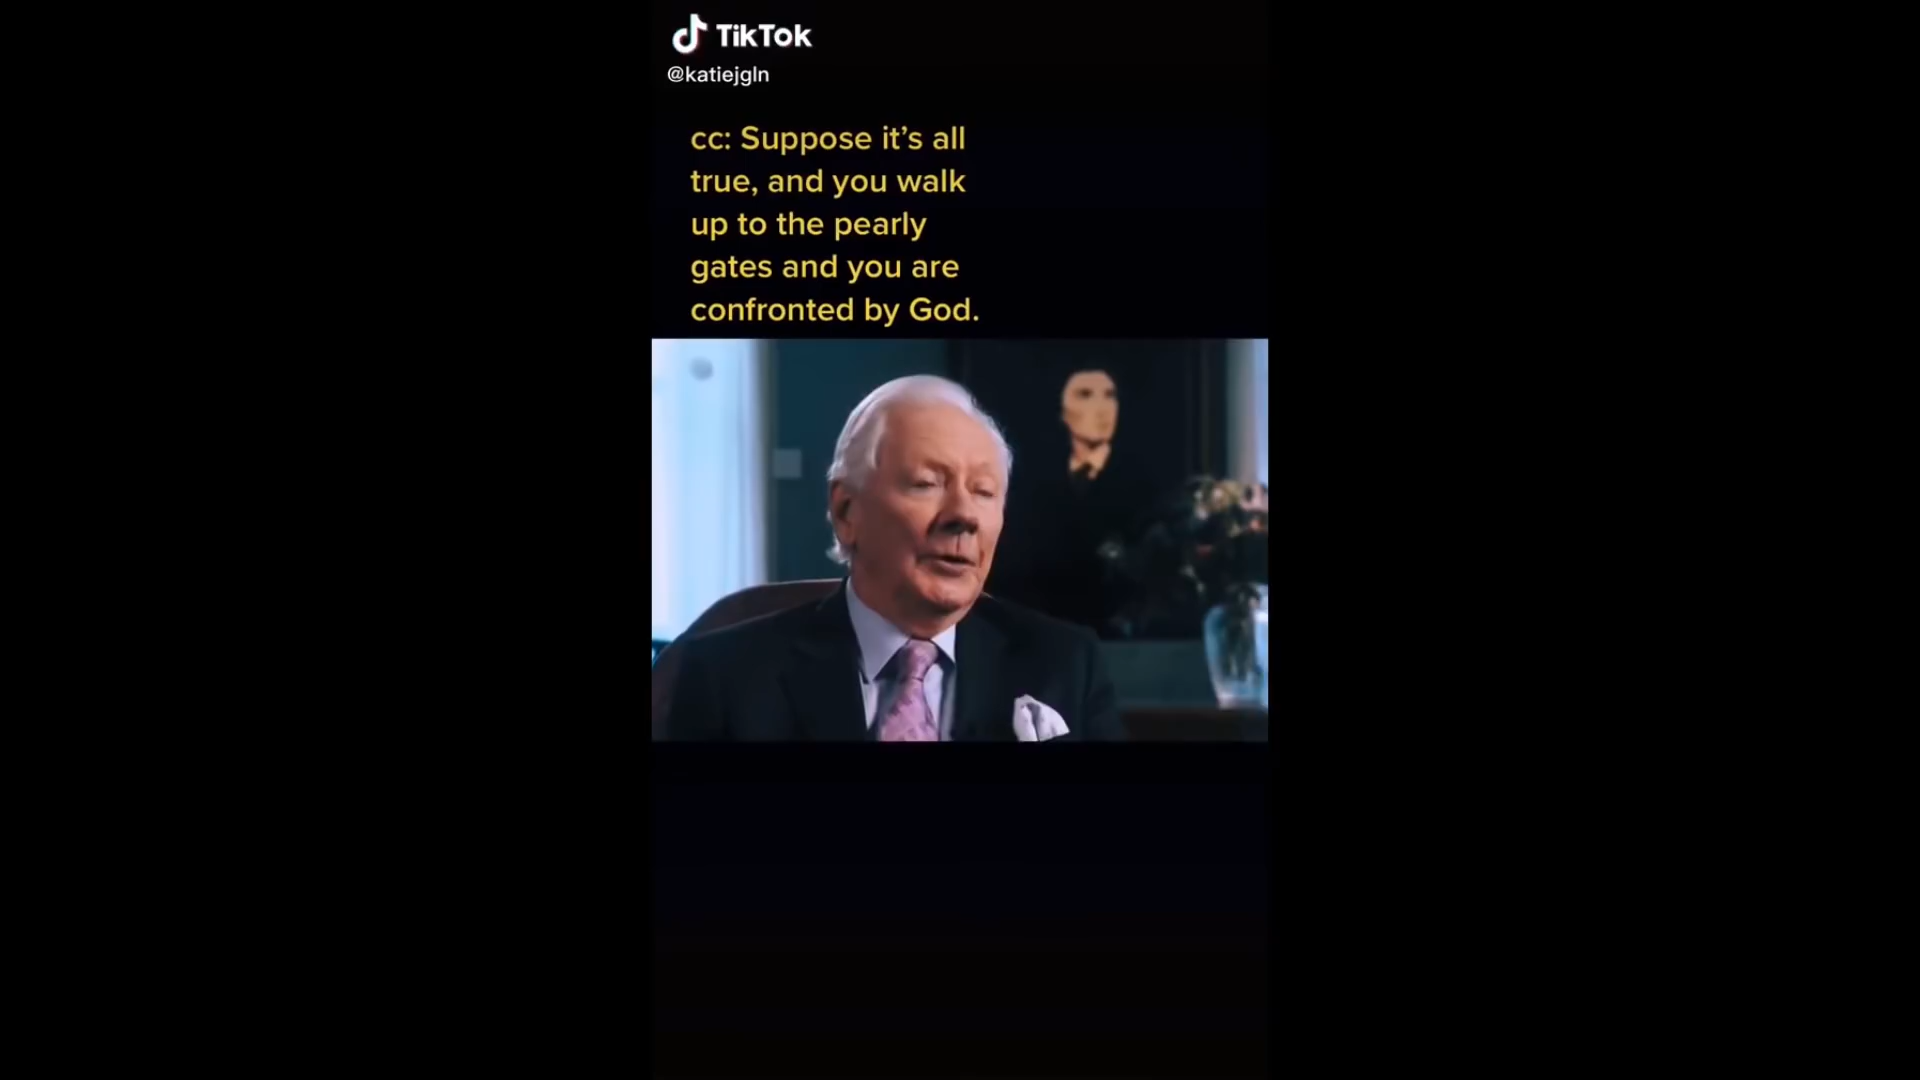 TikTok
@katiejgln
cc: Suppose it’s all
true, and you walk
up to the pearly
gates and you are
confronted by God.